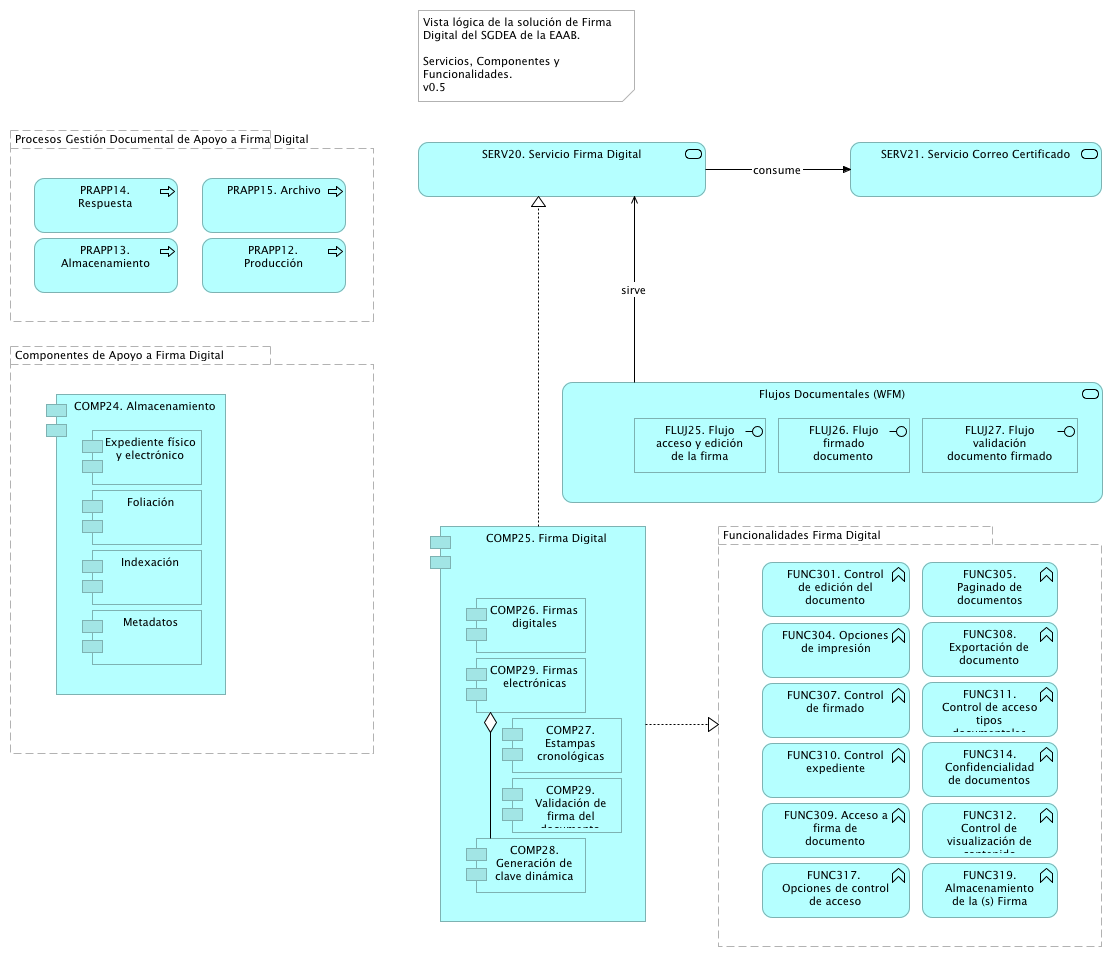 Vista lógica de la solución de Firma
Digital del SGDEA de la EAAB.
Servicios, Componentes y
Funcionalidades.
v0.5
Procesos Gestión Documental de Apoyo a Firma Digital
PRAPP14.
Respuesta
PRAPP15. Archivo
PRAPP13.
Almacenamiento
PRAPP12.
Producción
SERV20. Servicio Firma Digital
consume
SERV21. Servicio Correo Certificado
sirve
Componentes de Apoyo a Firma Digital
COMP24. Almacenamiento
Expediente físico
y electrónico
Foliación
Indexación
Metadatos
Flujos Documentales (WFM)
FLUJ25. Flujo
acceso y edición
de la firma
FLUJ26. Flujo
firmado
documento
FLUJ27. Flujo
validación
documento firmado
COMP25. Firma Digital
COMP26. Firmas
digitales
COMP29. Firmas
electrónicas
COMP27.
Estampas
cronológicas
COMP29.
Validación de
firma del
documento
COMP28.
Generación de
clave dinámica
Funcionalidades Firma Digital
FUNC301. Control
de edición del
documento
FUNC305.
Paginado de
documentos
FUNC304. Opciones
de impresión
FUNC308.
Exportación de
documento
FUNC307. Control
de firmado
FUNC311.
Control de acceso
tipos
documentales
FUNC310. Control
expediente
FUNC314.
Confidencialidad
de documentos
FUNC309. Acceso a
firma de
documento
FUNC312.
Control de
visualización de
contenido
FUNC317.
Opciones de control
de acceso
FUNC319.
Almacenamiento
de la (s) Firma